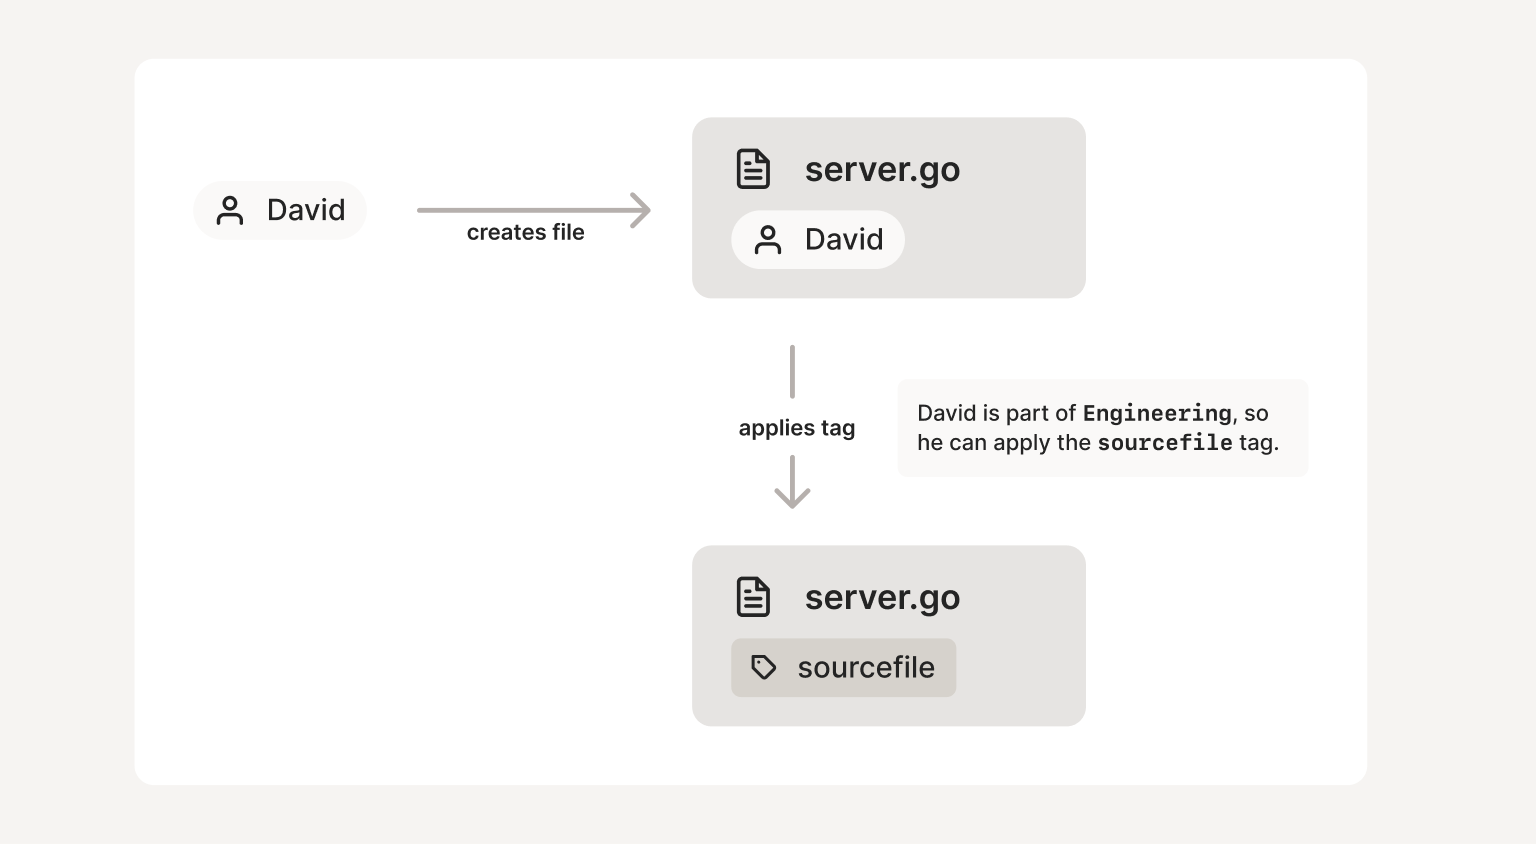 David
creates file
server.go
David
applies tag
David is part of Engineering, so
he can apply the sourcefile tag.
server.go
sourcefile